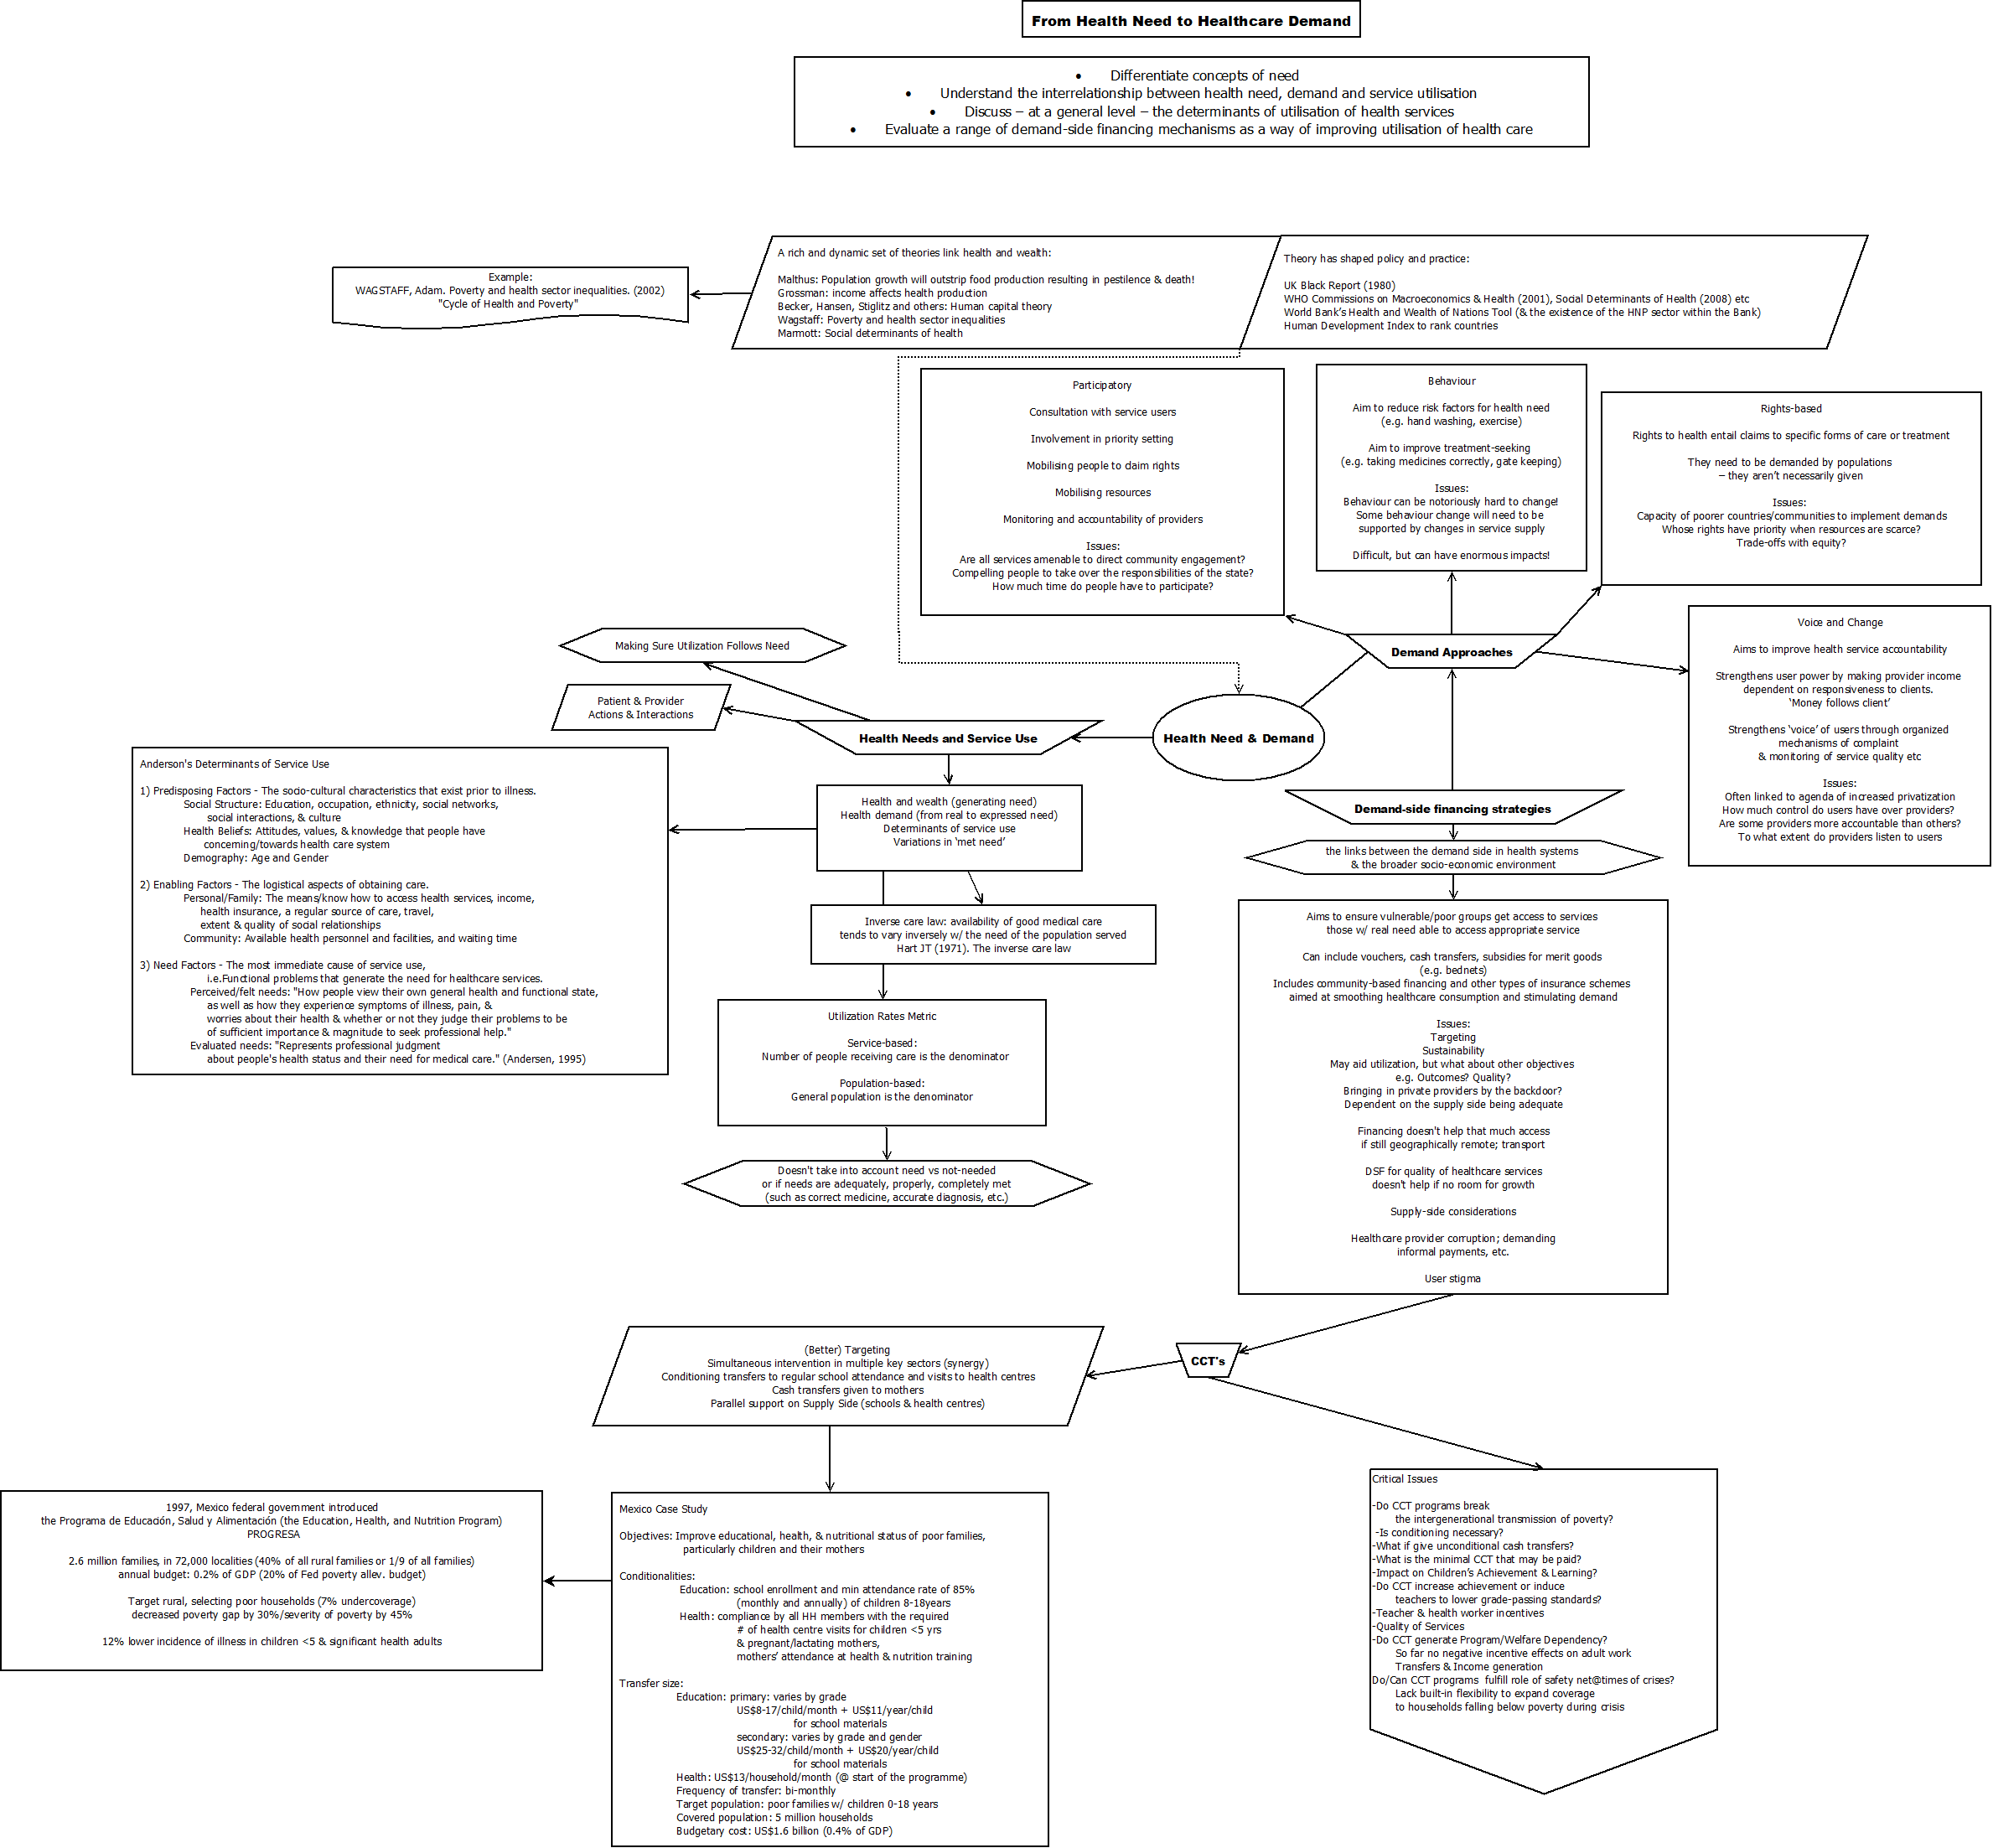 From Health Need to Healthcare Demand
• Differentiate concepts of need
• Understand the interrelationship between health need, demand and service utilisation
• Discuss – at a general level – the determinants of utilisation of health services
• Evaluate a range of demand-side financing mechanisms as a way of improving utilisation of health care
Example:
WAGSTAFF, Adam. Poverty and health sector inequalities. (2002)
"Cycle of Health and Poverty"
A rich and dynamic set of theories link health and wealth:
Malthus: Population growth will outstrip food production resulting in pestilence & death!
Grossman: income affects health production
Becker, Hansen, Stiglitz and others: Human capital theory
Wagstaff: Poverty and health sector inequalities
Marmott: Social determinants of health
Theory has shaped policy and practice:
UK Black Report (1980)
WHO Commissions on Macroeconomics & Health (2001), Social Determinants of Health (2008) etc
World Bank's Health and Wealth of Nations Tool (& the existence of the HNP sector within the Bank)
Human Development Index to rank countries
Participatory
Consultation with service users
Involvement in priority setting
Mobilising people to claim rights
Mobilising resources
Monitoring and accountability of providers
Issues:
Are all services amenable to direct community engagement?
Compelling people to take over the responsibilities of the state?
How much time do people have to participate?
Behaviour
Aim to reduce risk factors for health need
(e.g. hand washing, exercise)
Aim to improve treatment-seeking
(e.g. taking medicines correctly, gate keeping)
Issues:
Behaviour can be notoriously hard to change!
Some behaviour change will need to be
supported by changes in service supply
Difficult, but can have enormous impacts!
Rights-based
Rights to health entail claims to specific forms of care or treatment
They need to be demanded by populations
– they aren't necessarily given
Issues:
Capacity of poorer countries/communities to implement demands
Whose rights have priority when resources are scarce?
Trade-offs with equity?
Voice and Change
Aims to improve health service accountability
Strengthens user power by making provider income
dependent on responsiveness to clients.
'Money follows client'
Strengthens 'voice' of users through organized
mechanisms of complaint
& monitoring of service quality etc
Issues:
Often linked to agenda of increased privatization
How much control do users have over providers?
Are some providers more accountable than others?
To what extent do providers listen to users
Making Sure Utilization Follows Need
Patient & Provider
Actions & Interactions
Health Needs and Service Use
Health Need & Demand
Demand Approaches
Demand-side financing strategies
Anderson's Determinants of Service Use
1) Predisposing Factors - The socio-cultural characteristics that exist prior to illness.
Social Structure: Education, occupation, ethnicity, social networks,
social interactions, & culture
Health Beliefs: Attitudes, values, & knowledge that people have
concerning/towards health care system
Demography: Age and Gender
2) Enabling Factors - The logistical aspects of obtaining care.
Personal/Family: The means/know how to access health services, income,
health insurance, a regular source of care, travel,
extent & quality of social relationships
Community: Available health personnel and facilities, and waiting time
3) Need Factors - The most immediate cause of service use,
i.e.Functional problems that generate the need for healthcare services.
Perceived/felt needs: "How people view their own general health and functional state,
as well as how they experience symptoms of illness, pain, &
worries about their health & whether or not they judge their problems to be
of sufficient importance & magnitude to seek professional help."
Evaluated needs: "Represents professional judgment
about people's health status and their need for medical care." (Andersen, 1995)
Health and wealth (generating need)
Health demand (from real to expressed need)
Determinants of service use
Variations in 'met need'
Inverse care law: availability of good medical care
tends to vary inversely w/ the need of the population served
Hart JT (1971). The inverse care law
Utilization Rates Metric
Service-based:
Number of people receiving care is the denominator
Population-based:
General population is the denominator
Doesn't take into account need vs not-needed
or if needs are adequately, properly, completely met
(such as correct medicine, accurate diagnosis, etc.)
the links between the demand side in health systems
& the broader socio-economic environment
Aims to ensure vulnerable/poor groups get access to services
those w/ real need able to access appropriate service
Can include vouchers, cash transfers, subsidies for merit goods
(e.g. bednets)
Includes community-based financing and other types of insurance schemes
aimed at smoothing healthcare consumption and stimulating demand
Issues:
Targeting
Sustainability
May aid utilization, but what about other objectives
e.g. Outcomes? Quality?
Bringing in private providers by the backdoor?
Dependent on the supply side being adequate
Financing doesn't help that much access
if still geographically remote; transport
DSF for quality of healthcare services
doesn't help if no room for growth
Supply-side considerations
Healthcare provider corruption; demanding
informal payments, etc.
User stigma
CCT's
(Better) Targeting
Simultaneous intervention in multiple key sectors (synergy)
Conditioning transfers to regular school attendance and visits to health centres
Cash transfers given to mothers
Parallel support on Supply Side (schools & health centres)
1997, Mexico federal government introduced
the Programa de Educación, Salud y Alimentación (the Education, Health, and Nutrition Program)
PROGRESA
2.6 million families, in 72,000 localities (40% of all rural families or 1/9 of all families)
annual budget: 0.2% of GDP (20% of Fed poverty allev. budget)
Target rural, selecting poor households (7% undercoverage)
decreased poverty gap by 30%/severity of poverty by 45%
12% lower incidence of illness in children <5 & significant health adults
Mexico Case Study
Objectives: Improve educational, health, & nutritional status of poor families,
particularly children and their mothers
Conditionalities:
Education: school enrollment and min attendance rate of 85%
(monthly and annually) of children 8-18years
Health: compliance by all HH members with the required
# of health centre visits for children <5 yrs
& pregnant/lactating mothers,
mothers' attendance at health & nutrition training
Transfer size:
Education: primary: varies by grade
US$8-17/child/month + US$11/year/child
for school materials
secondary: varies by grade and gender
US$25-32/child/month + US$20/year/child
for school materials
Health: US$13/household/month (@ start of the programme)
Frequency of transfer: bi-monthly
Target population: poor families w/ children 0-18 years
Covered population: 5 million households
Budgetary cost: US$1.6 billion (0.4% of GDP)
Critical Issues
-Do CCT programs break
the intergenerational transmission of poverty?
-Is conditioning necessary?
-What if give unconditional cash transfers?
-What is the minimal CCT that may be paid?
-Impact on Children's Achievement & Learning?
-Do CCT increase achievement or induce
teachers to lower grade-passing standards?
-Teacher & health worker incentives
-Quality of Services
-Do CCT generate Program/Welfare Dependency?
So far no negative incentive effects on adult work
Transfers & Income generation
Do/Can CCT programs fulfill role of safety net@times of crises?
Lack built-in flexibility to expand coverage
to households falling below poverty during crisis